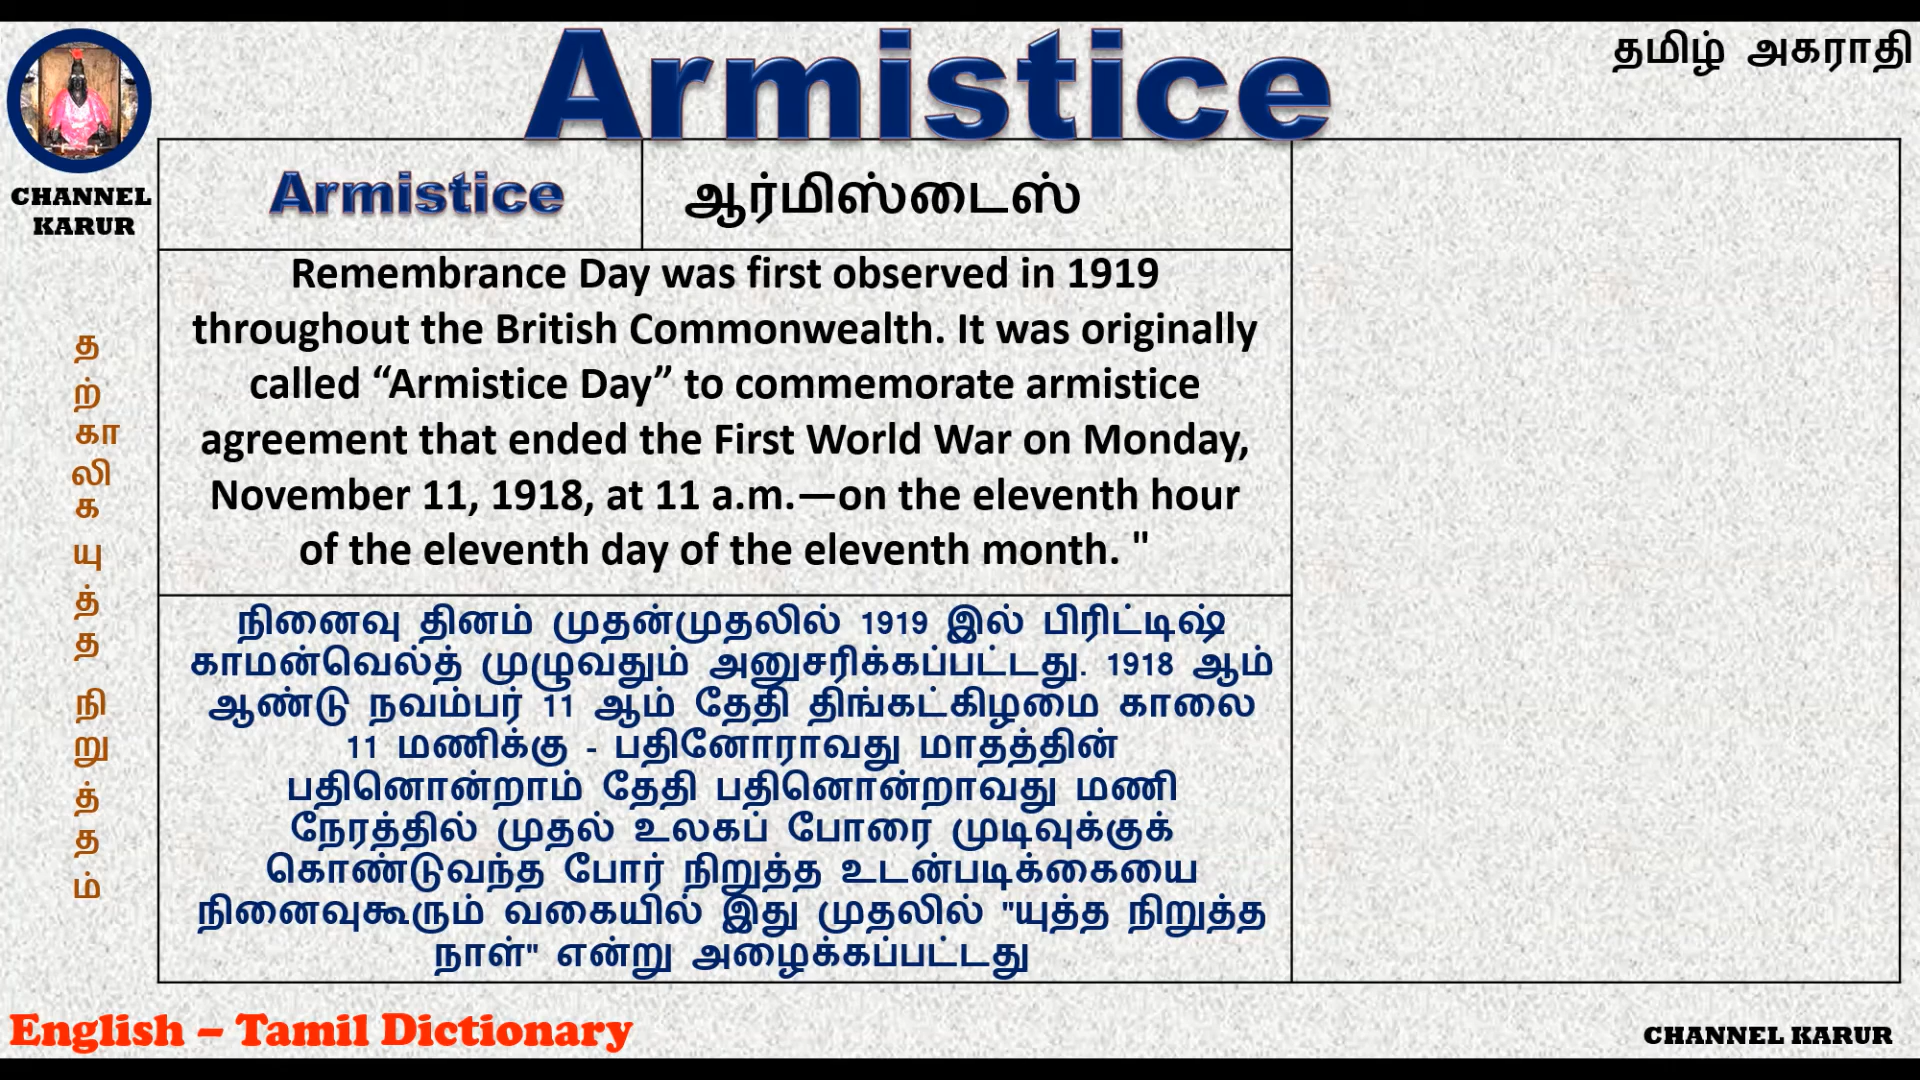 Armistice
தமிழ் அகராதி
CHANNEL
KARUR
Armistice
ஆர்மிஸ்டைஸ்
Remembrance Day was first observed in 1919
throughout the British Commonwealth. It was originally
called “Armistice Day” to commemorate armistice
agreement that ended the First World War on Monday,
November 11, 1918, at 11 a.m.—on the eleventh hour
of the eleventh day of the eleventh month. "
தற்காலிக யுத்த நிறுத்தம்
நினைவு தினம் முதன்முதலில் 1919 இல் பிரிட்டிஷ்
காமன்வெல்த் முழுவதும் அனுசரிக்கப்பட்டது. 1918 ஆம்
ஆண்டு நவம்பர் 11 ஆம் தேதி திங்கட்கிழமை காலை
11 மணிக்கு - பதினோராவது மாதத்தின்
பதினொன்றாம் தேதி பதினொன்றாவது மணி
நேரத்தில் முதல் உலகப் போரை முடிவுக்குக்
கொண்டுவந்த போர் நிறுத்த உடன்படிக்கையை
நினைவுகூரும் வகையில் இது முதலில் "யுத்த நிறுத்த
நாள்" என்று அழைக்கப்பட்டது
English – Tamil Dictionary
CHANNEL KARUR